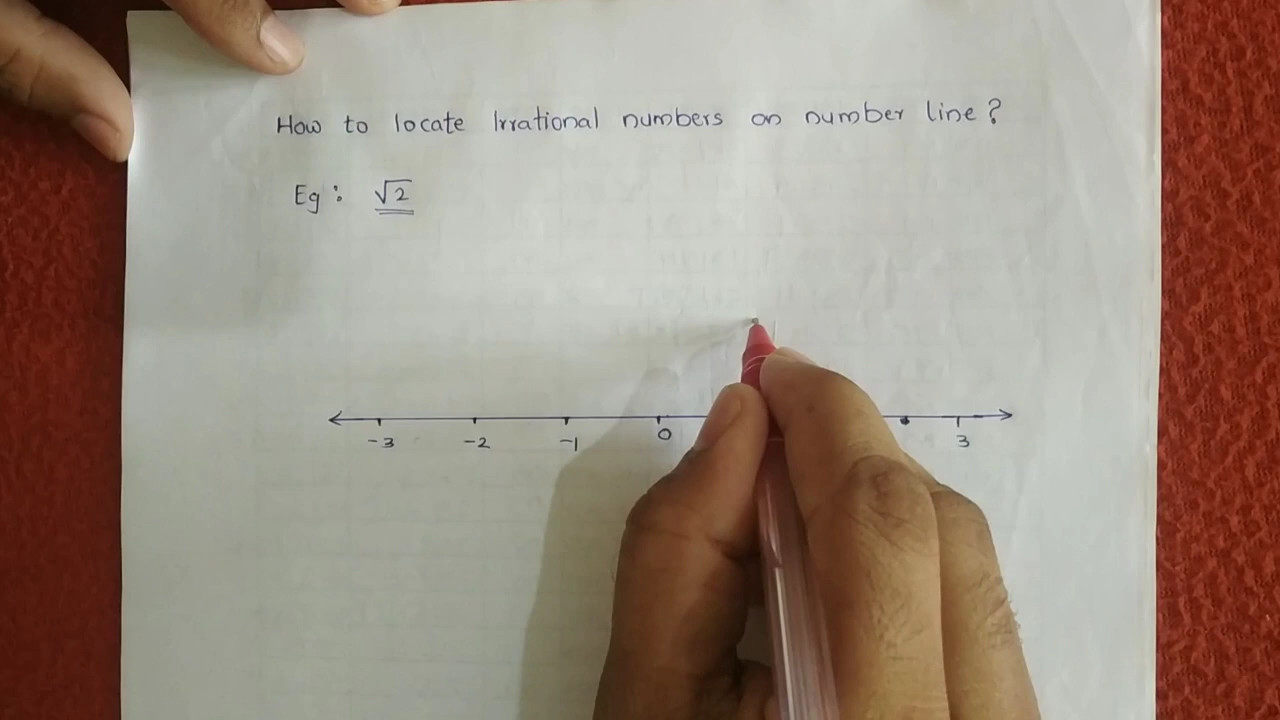 How to locate Irrational numbers on number line?
Eg: √2
-3 -2 -1 0 3